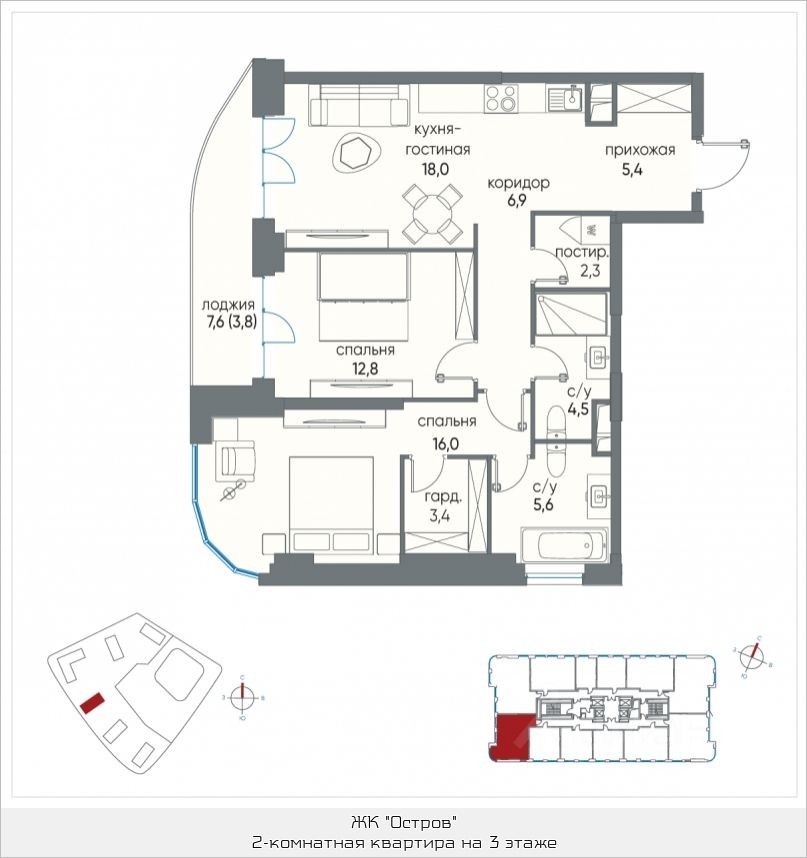 кухня-
гостиная
18,0
прихожая
5,4
коридор
6,9
постир.
2,3
лоджия
7,6 (3,8)
спальня
12,8
с/у
4,5
спальня
16,0
гард.
3,4
с/у
5,6
С
З
В
Ю
С
З
В
Ю
ЖК "Остров"
2-комнатная квартира на 3 этаже